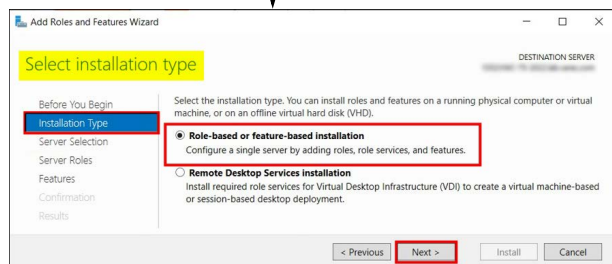 Add Roles and Features Wizard
Select installation type
DESTINATION SERVER
Before You Begin
Installation Type
Server Selection
Server Roles
Features
Confirmation
Results
Select the installation type. You can install roles and features on a running physical computer or virtual
machine, or on an offline virtual hard disk (VHD).
Role-based or feature-based installation
Configure a single server by adding roles, role services, and features.
Remote Desktop Services installation
Install required role services for Virtual Desktop Infrastructure (VDI) to create a virtual machine-based
or session-based desktop deployment.
< Previous Next > Install Cancel